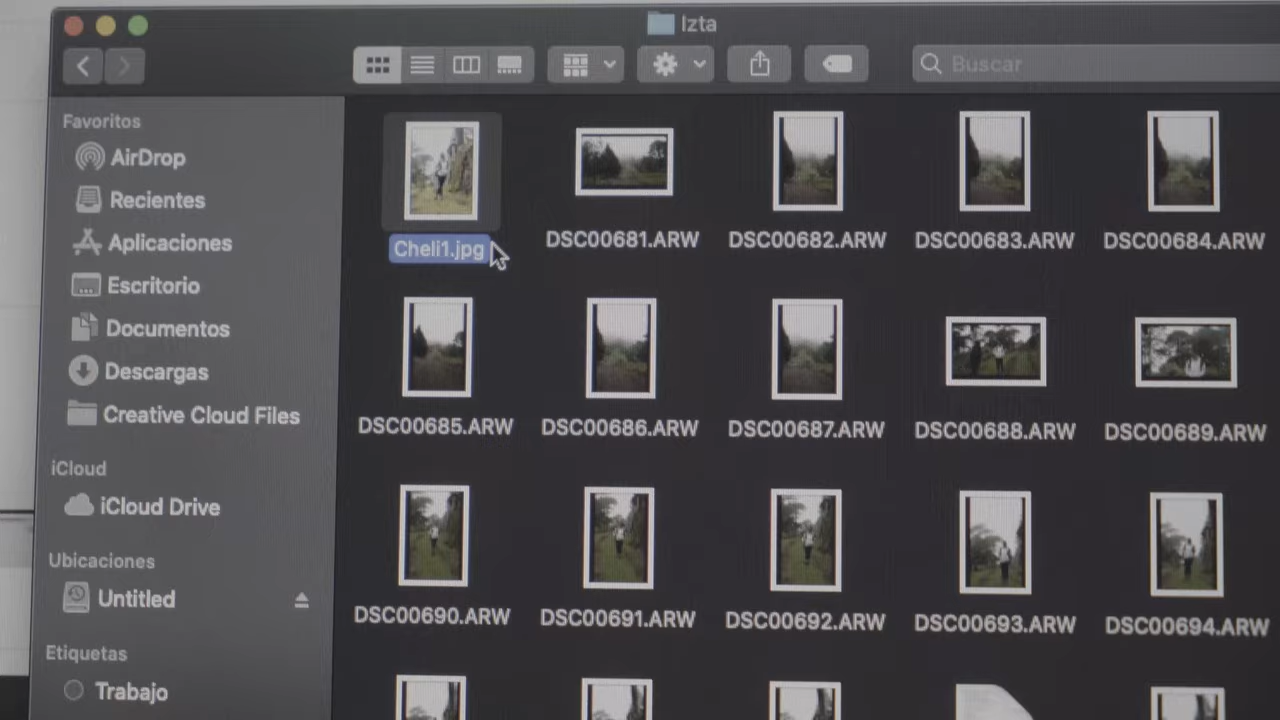 Izta
Buscar
Favoritos
AirDrop
Recientes
Aplicaciones
Escritorio
Documentos
Descargas
Creative Cloud Files
iCloud
iCloud Drive
Ubicaciones
Untitled
Etiquetas
Trabajo
Cheli1.jpg
DSC00681.ARW
DSC00682.ARW
DSC00683.ARW
DSC00684.ARW
DSC00685.ARW
DSC00686.ARW
DSC00687.ARW
DSC00688.ARW
DSC00689.ARW
DSC00690.ARW
DSC00691.ARW
DSC00692.ARW
DSC00693.ARW
DSC00694.ARW